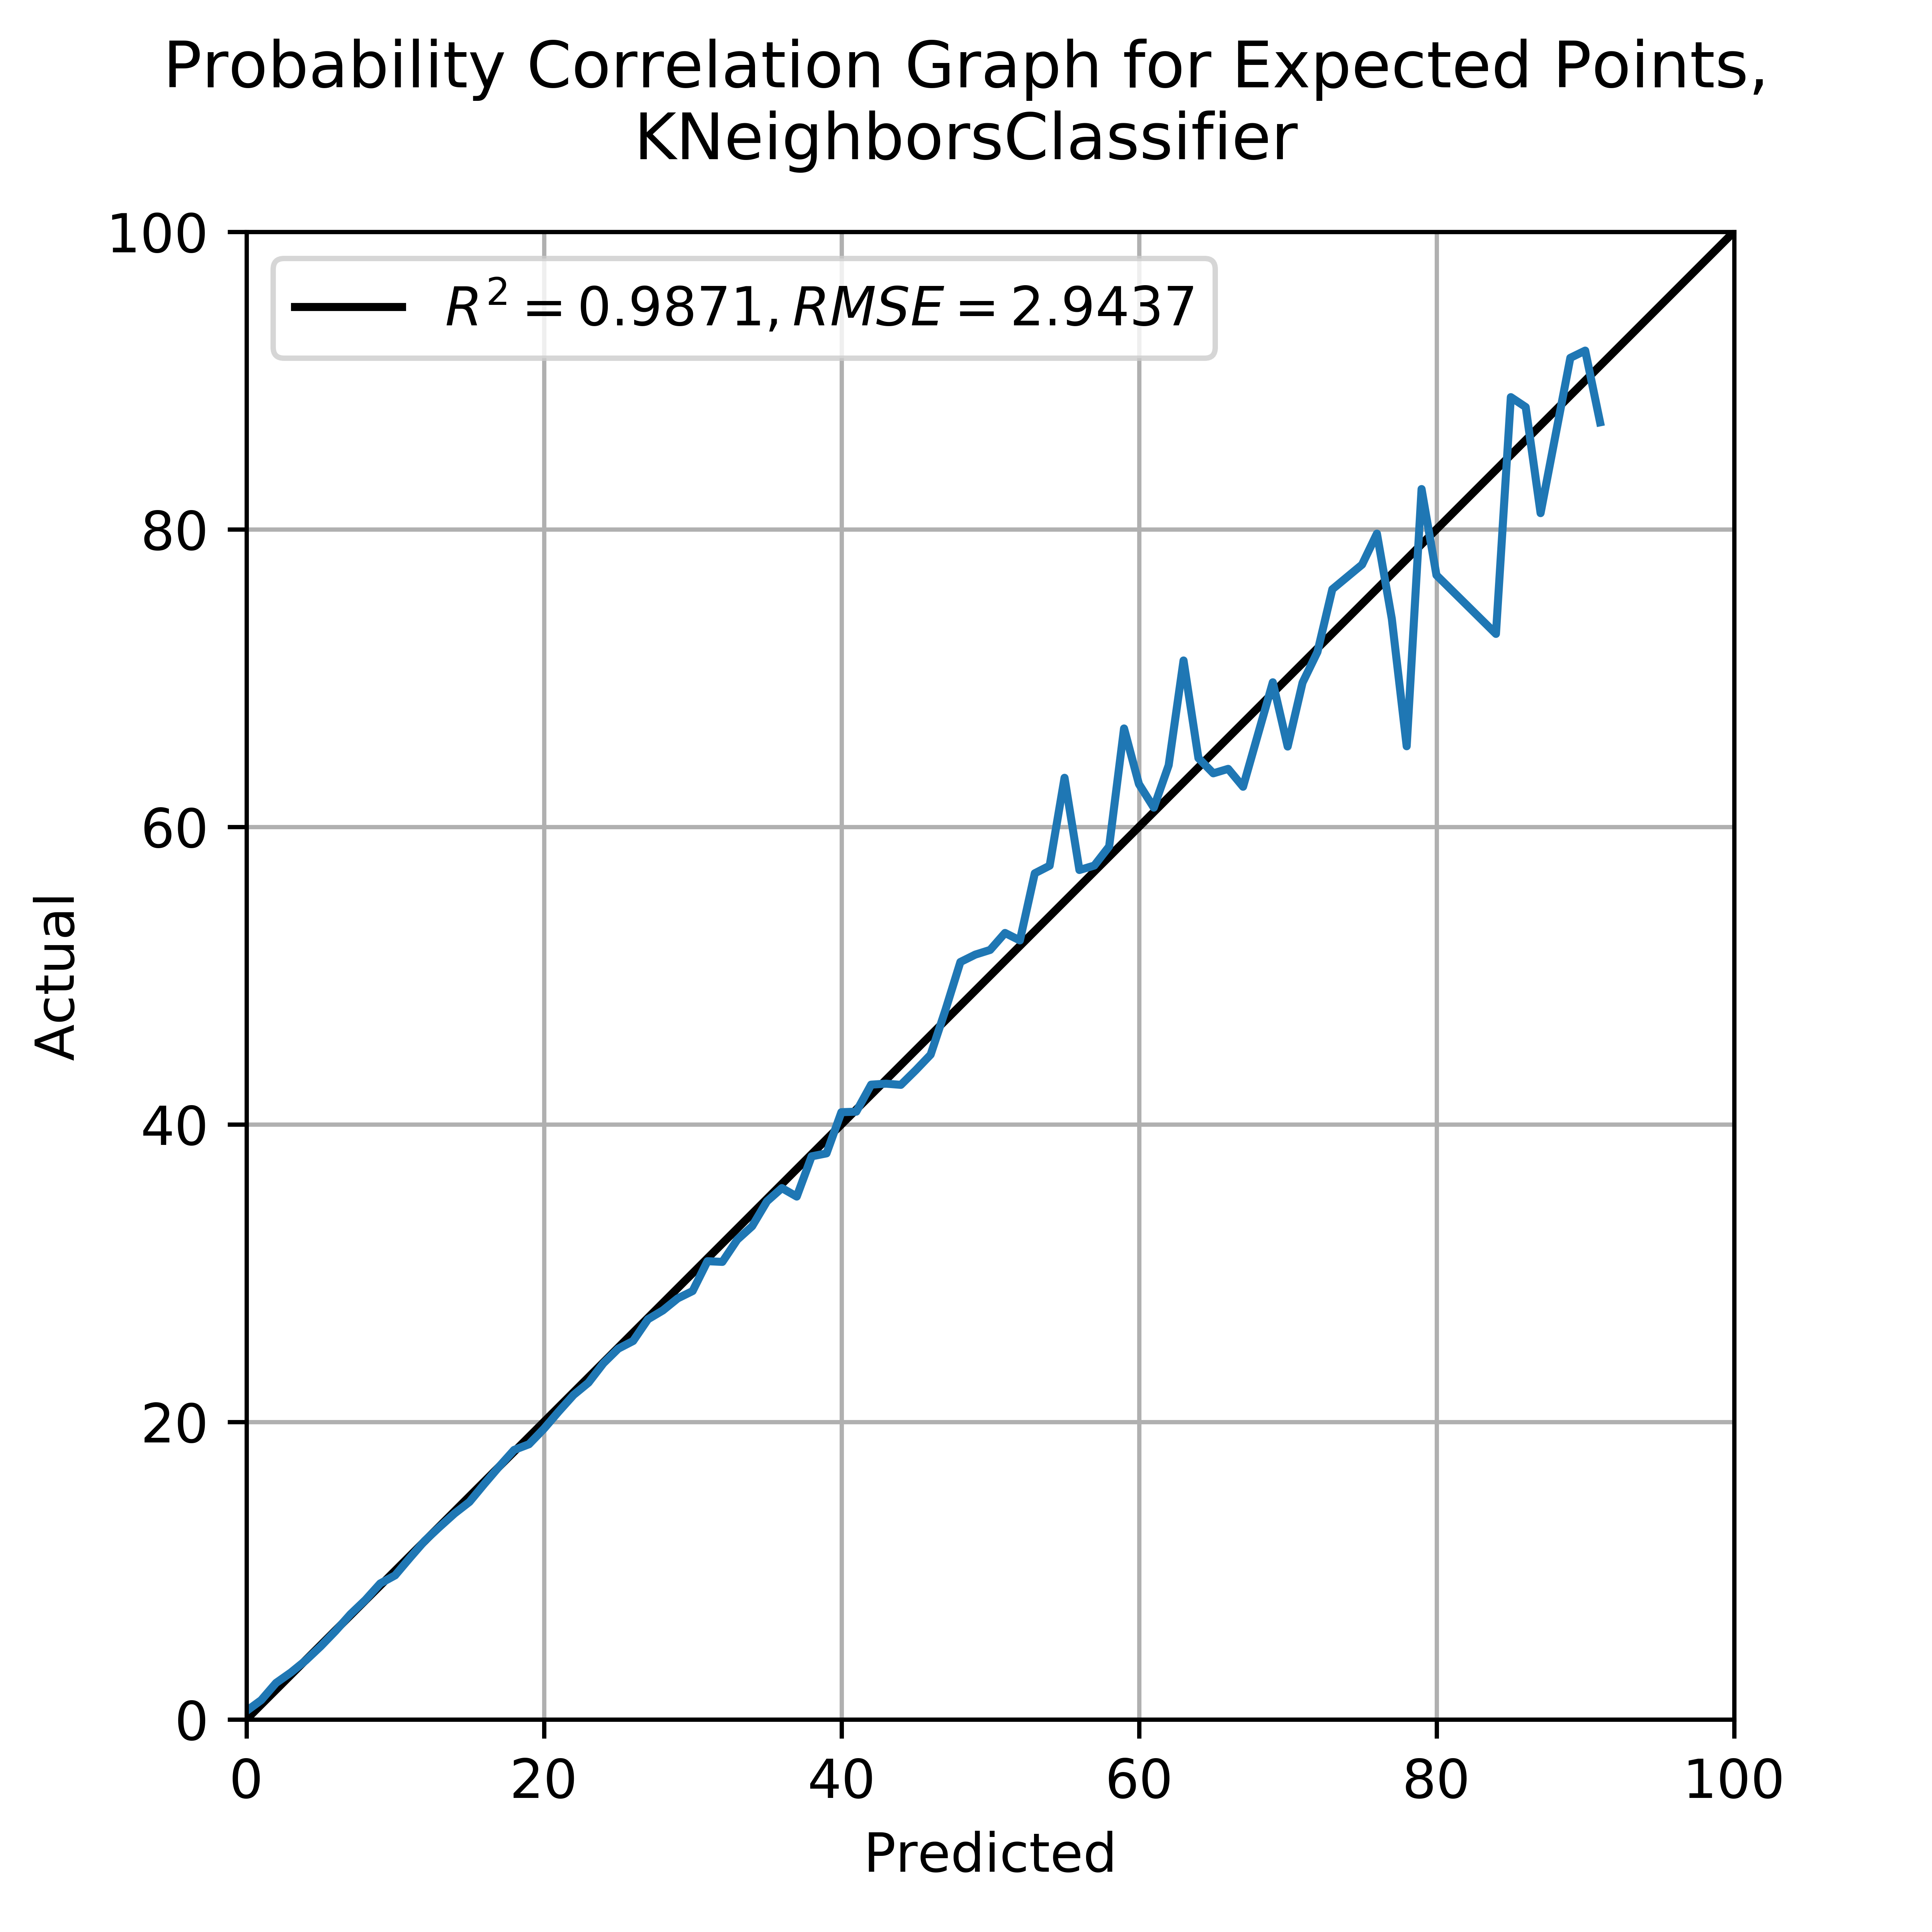 Probability Correlation Graph for Expected Points,
KNeighborsClassifier
100
R² = 0.9871, RMSE = 2.9437
80
60
Actual
40
20
0
0 20 40 60 80 100
Predicted